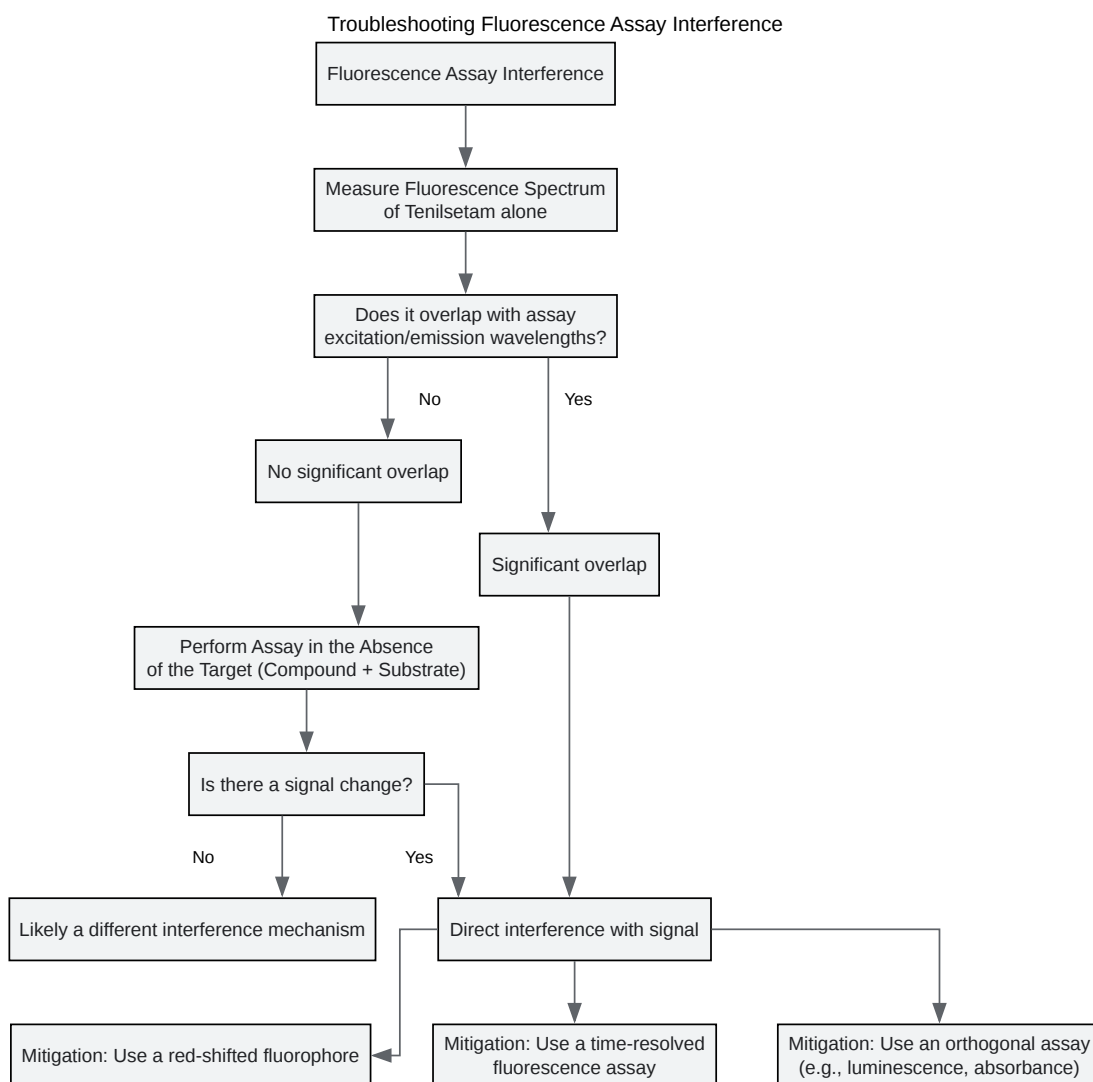 Troubleshooting Fluorescence Assay Interference
Fluorescence Assay Interference
Measure Fluorescence Spectrum
of Tenilsetam alone
Does it overlap with assay
excitation/emission wavelengths?
No
Yes
No significant overlap
Significant overlap
Perform Assay in the Absence
of the Target (Compound + Substrate)
Is there a signal change?
No
Yes
Likely a different interference mechanism
Direct interference with signal
Mitigation: Use a red-shifted fluorophore
Mitigation: Use a time-resolved
fluorescence assay
Mitigation: Use an orthogonal assay
(e.g., luminescence, absorbance)